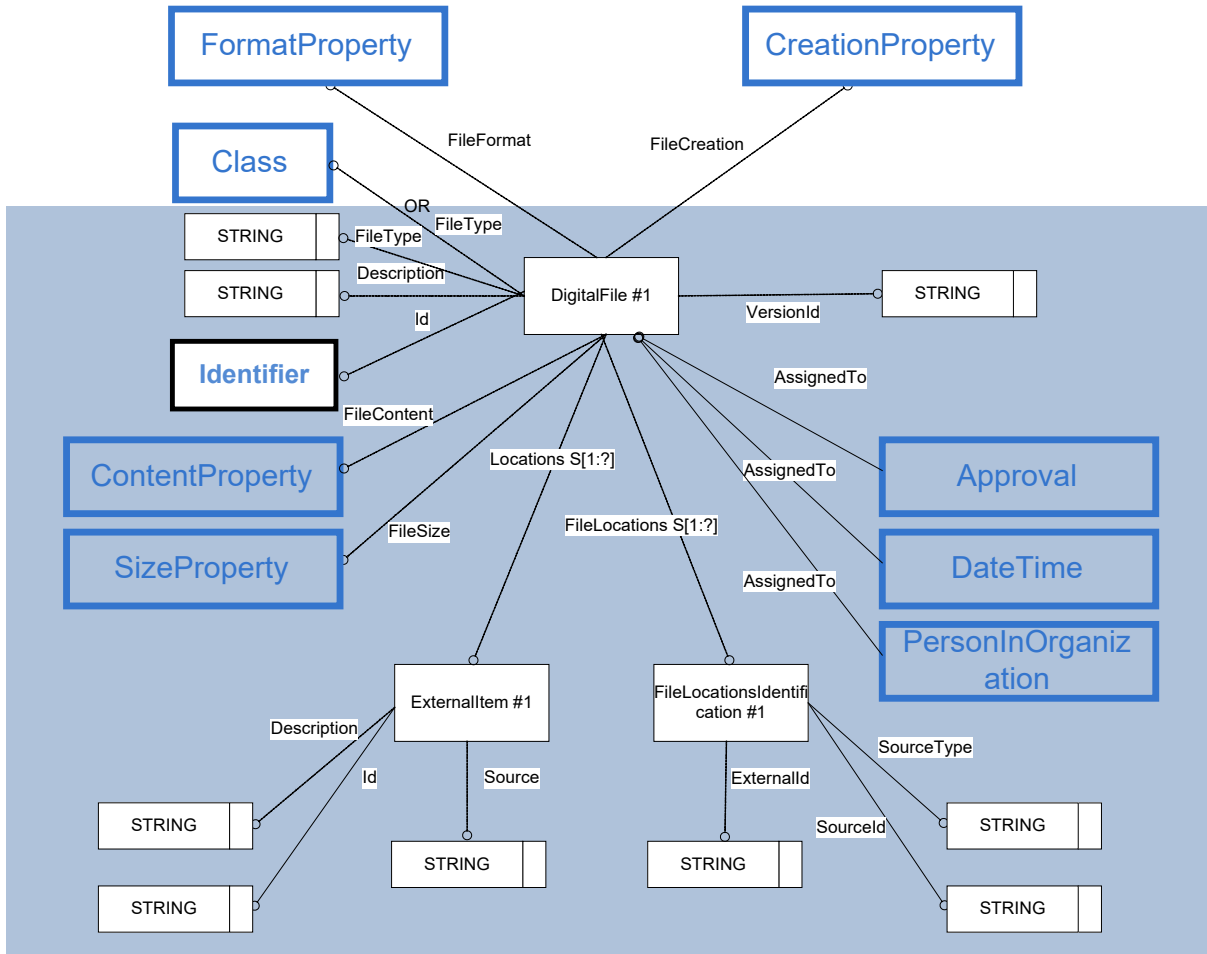 FormatProperty
CreationProperty
FileFormat
FileCreation
Class
OR
FileType
STRING
FileType
Description
STRING
DigitalFile #1
STRING
VersionId
Id
Identifier
AssignedTo
FileContent
ContentProperty
Locations S[1:?]
AssignedTo
Approval
FileLocations S[1:?]
FileSize
SizeProperty
AssignedTo
DateTime
PersonInOrganiz
ation
ExternalItem #1
FileLocationsIdentifi
cation #1
Description
Id
Source
ExternalId
SourceType
STRING
SourceId
STRING
STRING
STRING
STRING
STRING